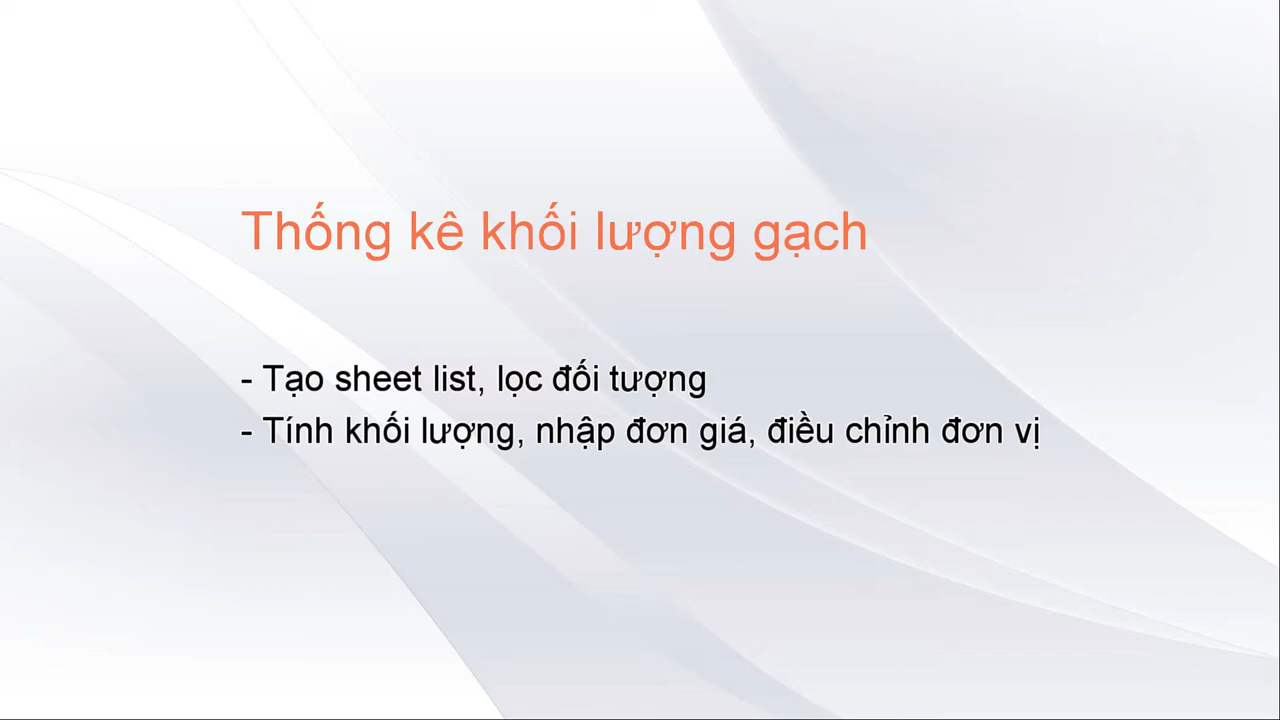 Thống kê khối lượng gạch
- Tạo sheet list, lọc đối tượng
- Tính khối lượng, nhập đơn giá, điều chỉnh đơn vị